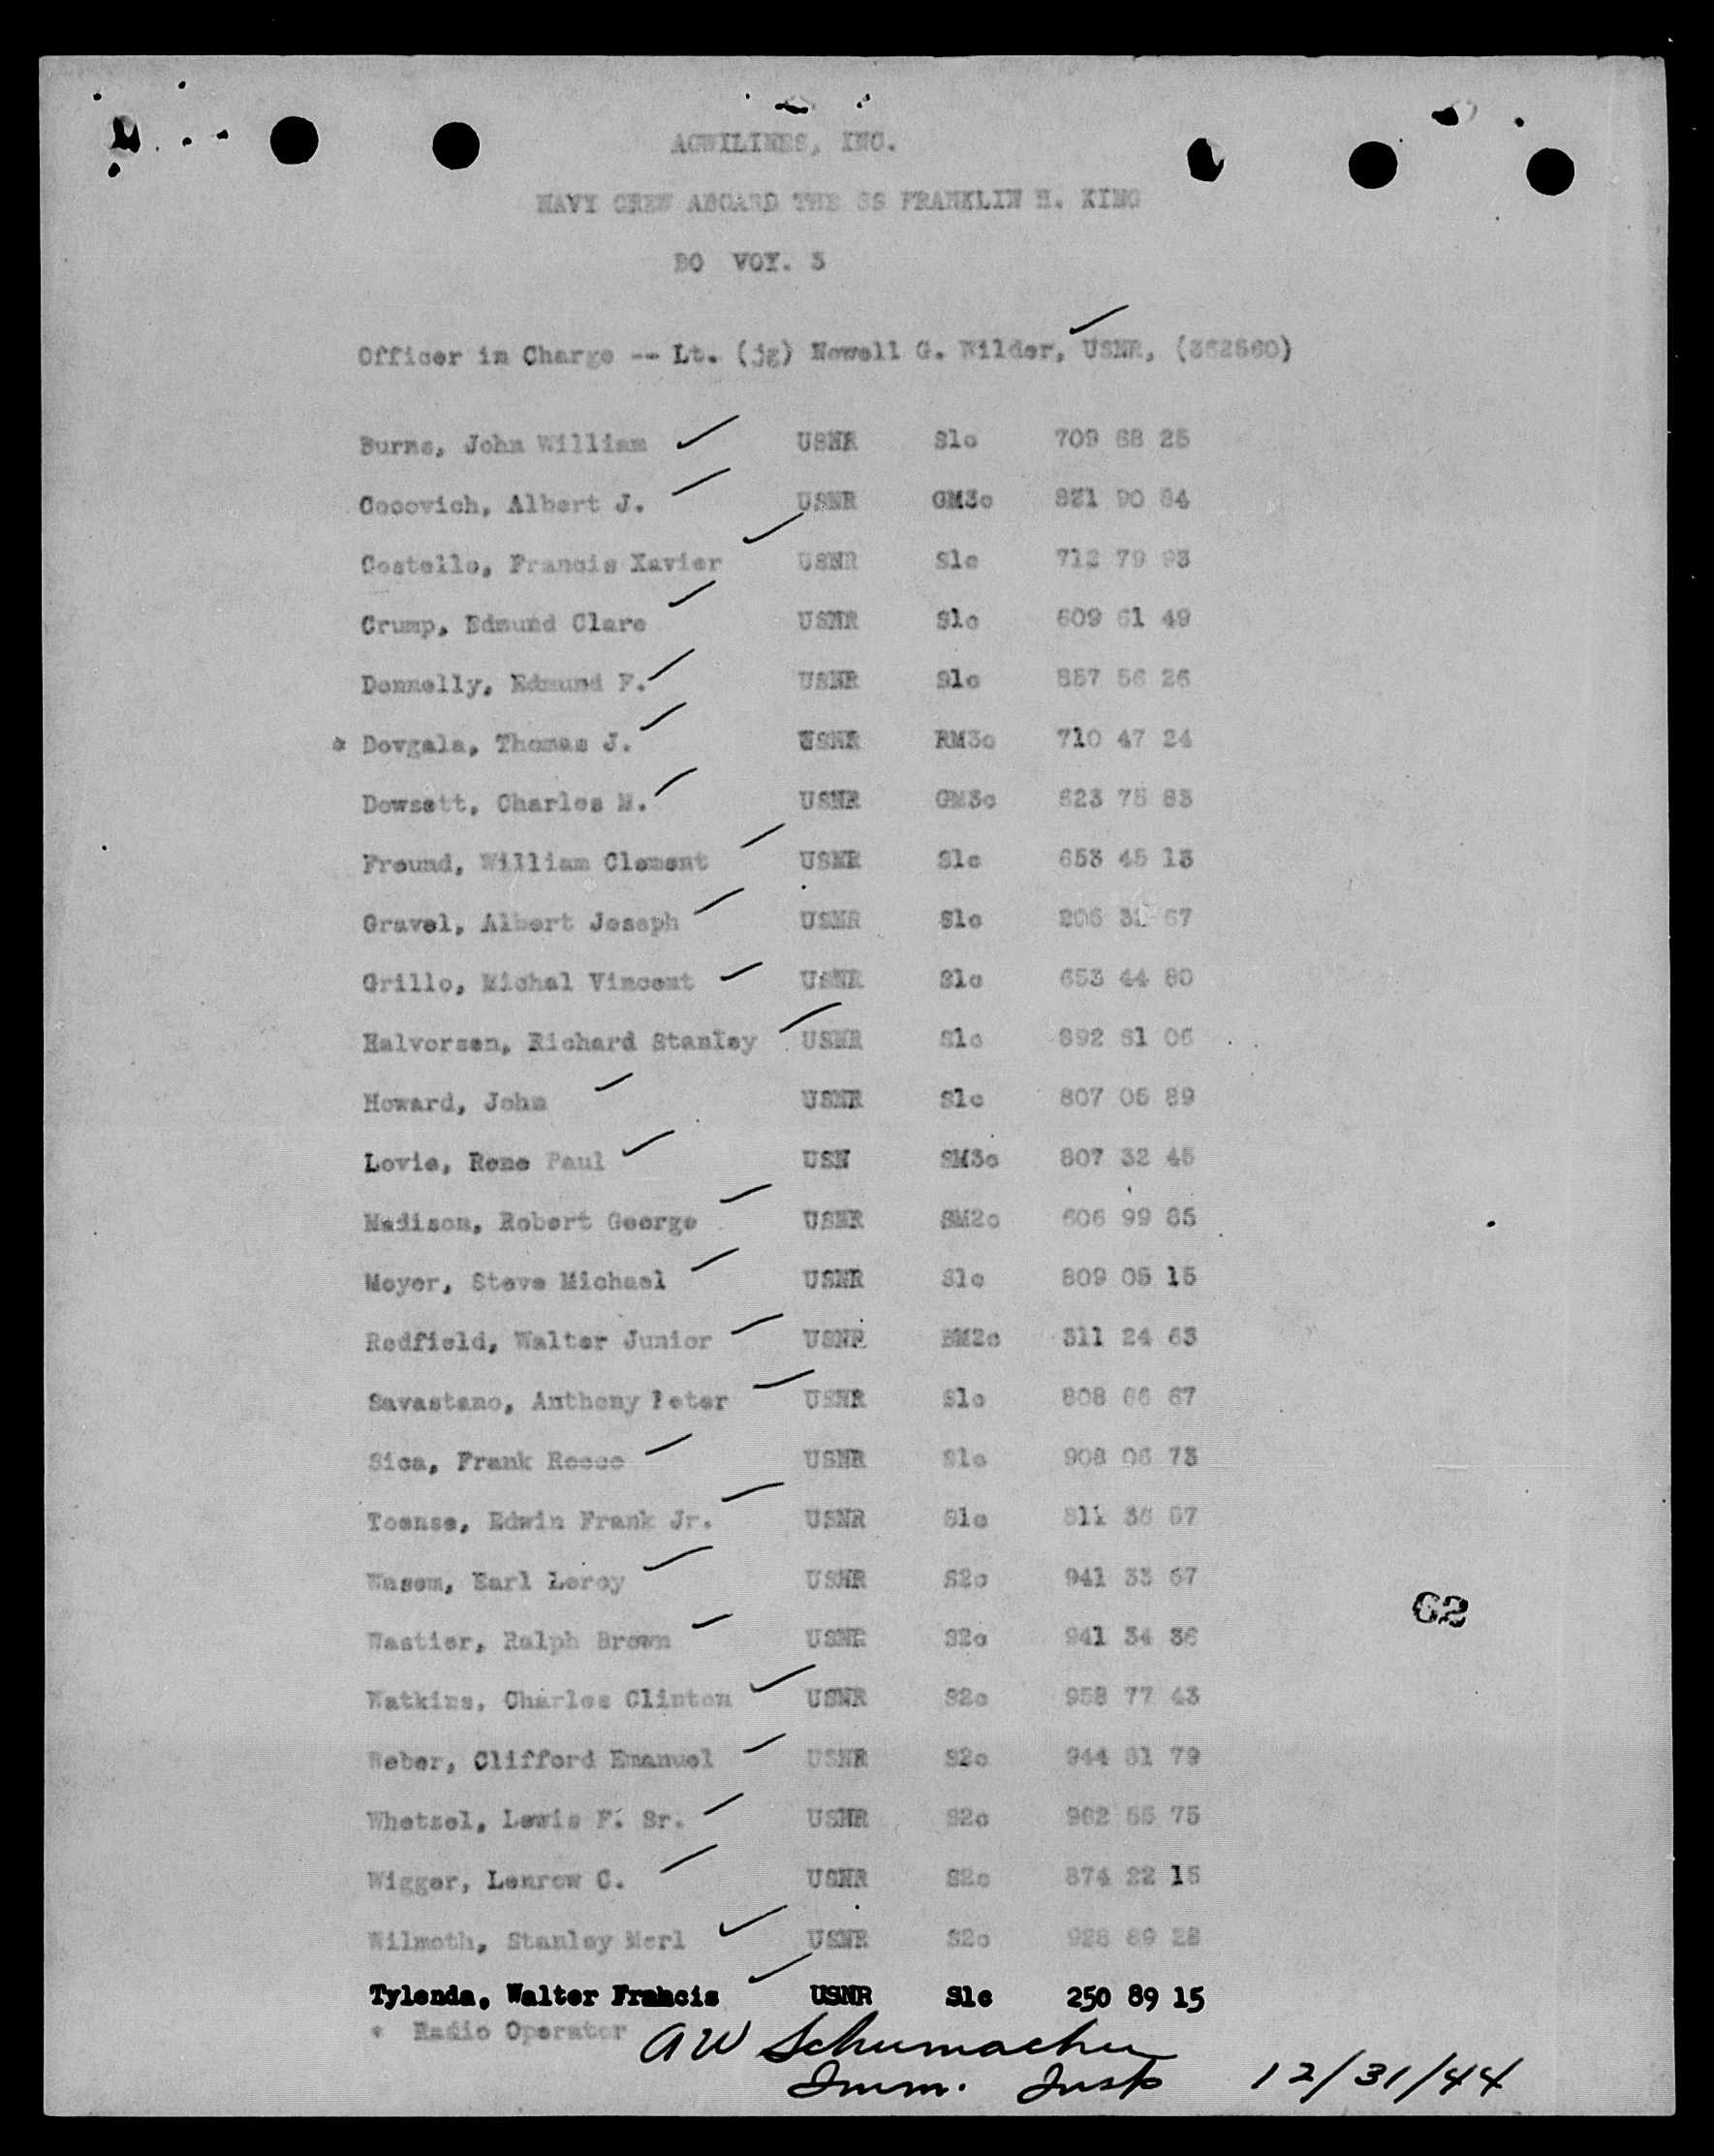 AGWILINES, INC.
NAVY CREW ABOARD THE SS FRANKLIN H. KING
BO VOY. 3
Officer in Charge -- Lt. (jg) Nowell G. Wilder, USNR, (362560)
Burns, John William USNR S1c 709 68 25
Cocovich, Albert J. USNR GM3c 821 90 84
Costello, Francis Xavier USNR S1c 712 79 93
Crump, Edmund Clare USNR S1c 609 61 49
Donnelly, Edmund F. USNR S1c 857 56 26
* Dovgala, Thomas J. USNR RM3c 710 47 24
Dowsett, Charles M. USNR GM3c 623 75 83
Freund, William Clement USNR S1c 653 45 13
Gravel, Albert Joseph USNR S1c 206 31 67
Grillo, Michal Vincent USNR S1c 653 44 80
Halvorsen, Richard Stanley USNR S1c 892 61 06
Howard, John USNR S1c 807 05 89
Lovie, Rene Paul USN SM3c 807 32 45
Madison, Robert George USNR SM2c 606 99 85
Meyer, Steve Michael USNR S1c 809 05 15
Redfield, Walter Junior USNR BM2c 311 24 63
Savastano, Anthony Peter USNR S1c 808 66 67
Sica, Frank Rocco USNR S1c 908 06 73
Toense, Edwin Frank Jr. USNR S1c 811 36
Wasem, Earl Leroy USNR S2c 941 33 67
Wastier, Ralph Brown USNR S2c 941 34 36
Watkins, Charles Clinton USNR S2c 958 77 43
Weber, Clifford Emanuel USNR S2c 944 81 79
Whetzel, Lewis F. Sr. USNR S2c 962 55 75
Wigger, Lenrow C. USNR S2c 874 22 15
Wilmoth, Stanley Merl USNR S2c 928 89 28
Tylenda, Walter Francis USNR S1c 250 89 15
* Radio Operator
AW Schumacher
Imm. Insp 12/31/44
62